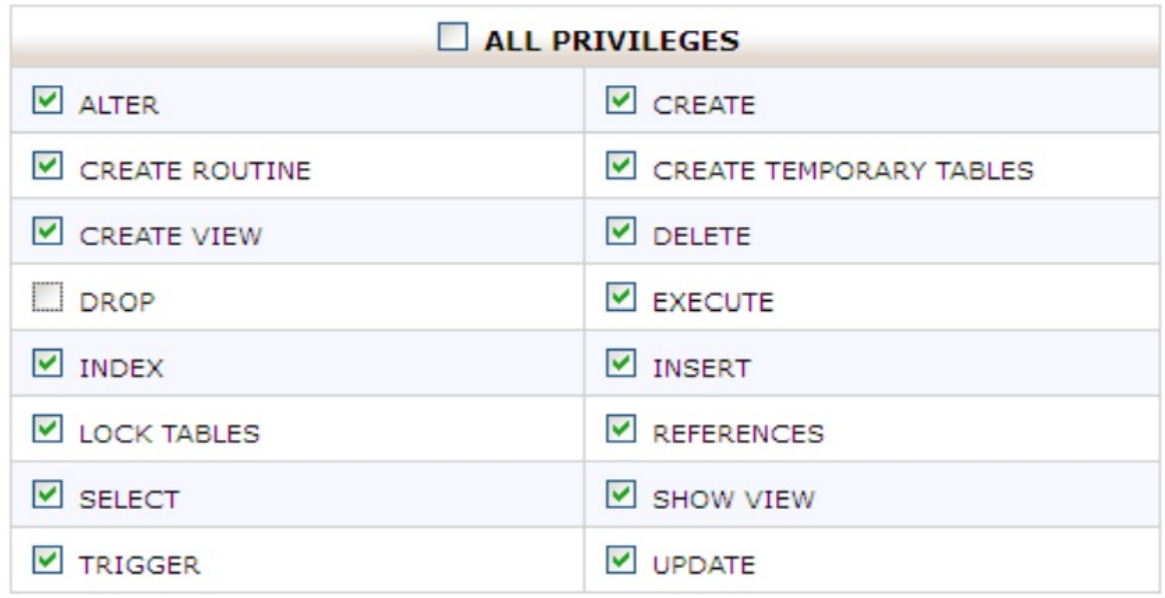 ALL PRIVILEGES
ALTER CREATE
CREATE ROUTINE CREATE TEMPORARY TABLES
CREATE VIEW DELETE
DROP EXECUTE
INDEX INSERT
LOCK TABLES REFERENCES
SELECT SHOW VIEW
TRIGGER UPDATE